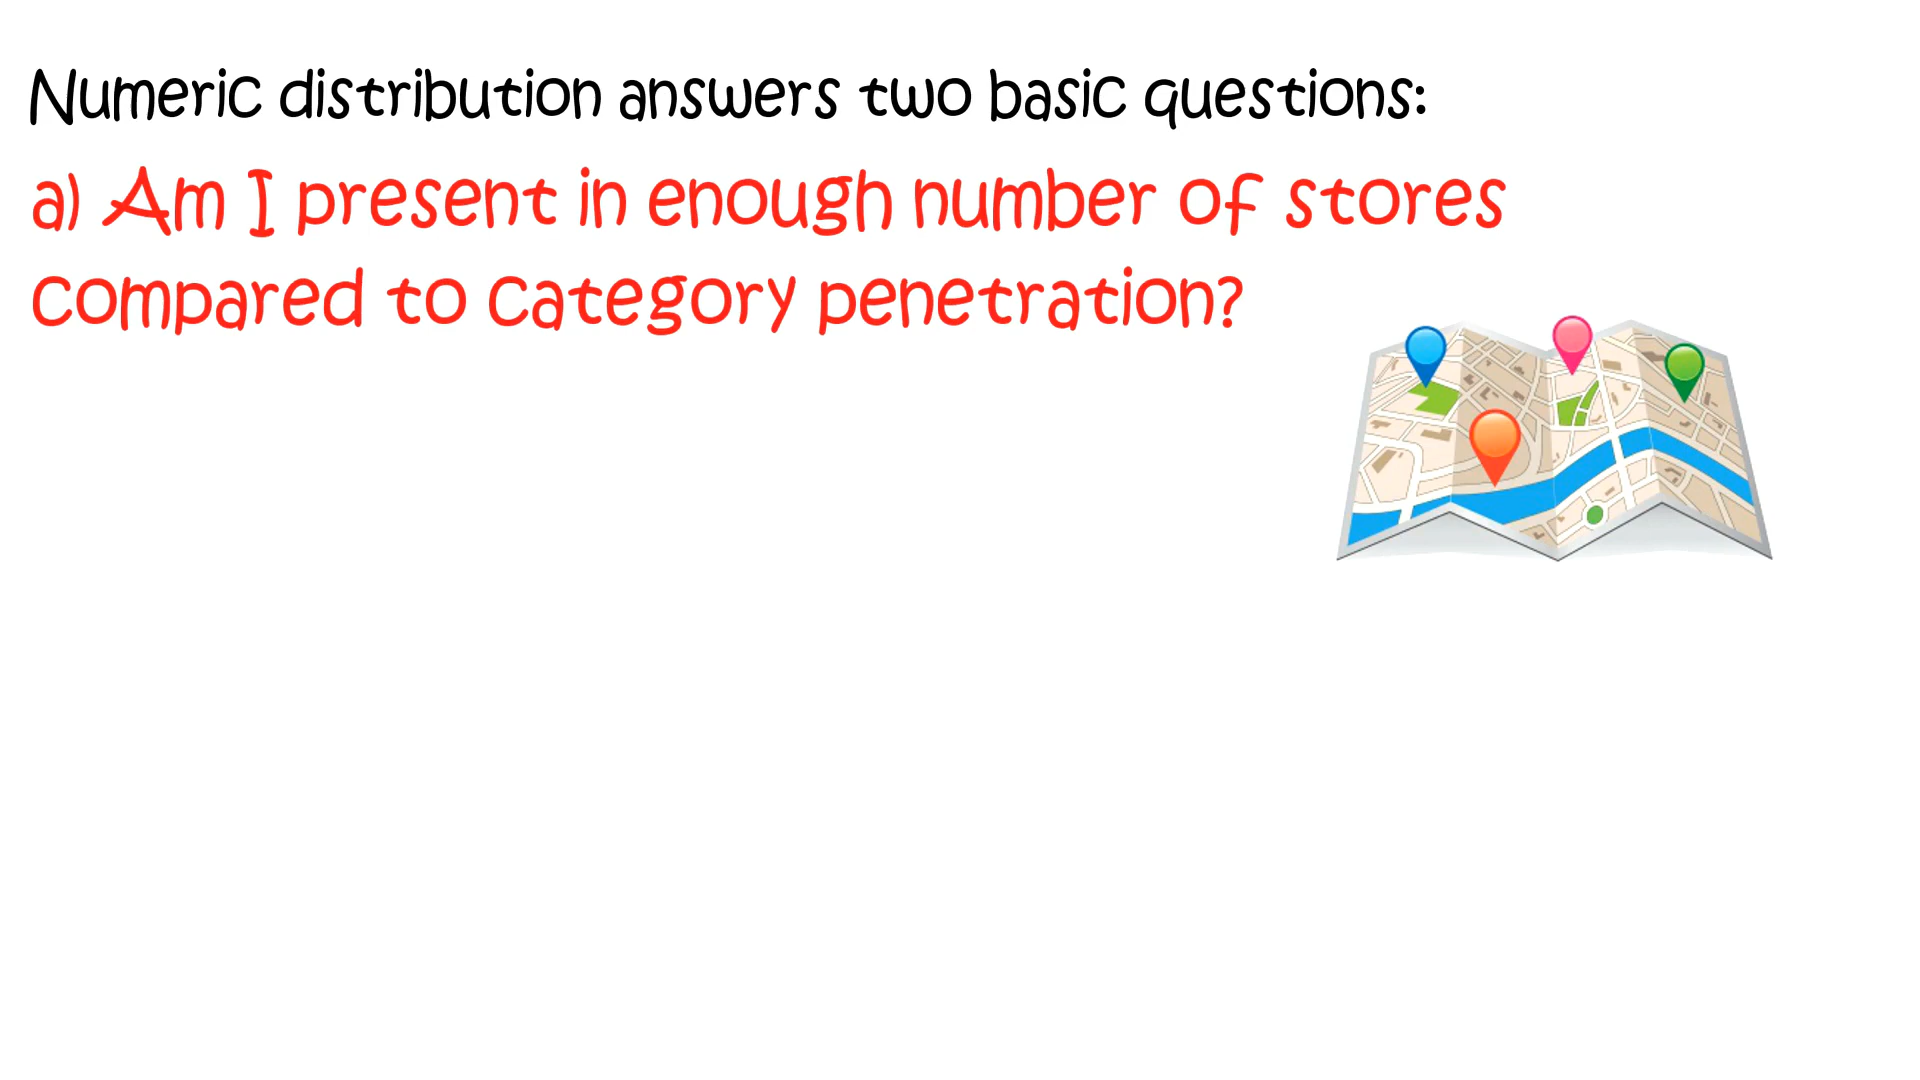 Numeric distribution answers two basic questions:
a) Am I present in enough number of stores
compared to category penetration?